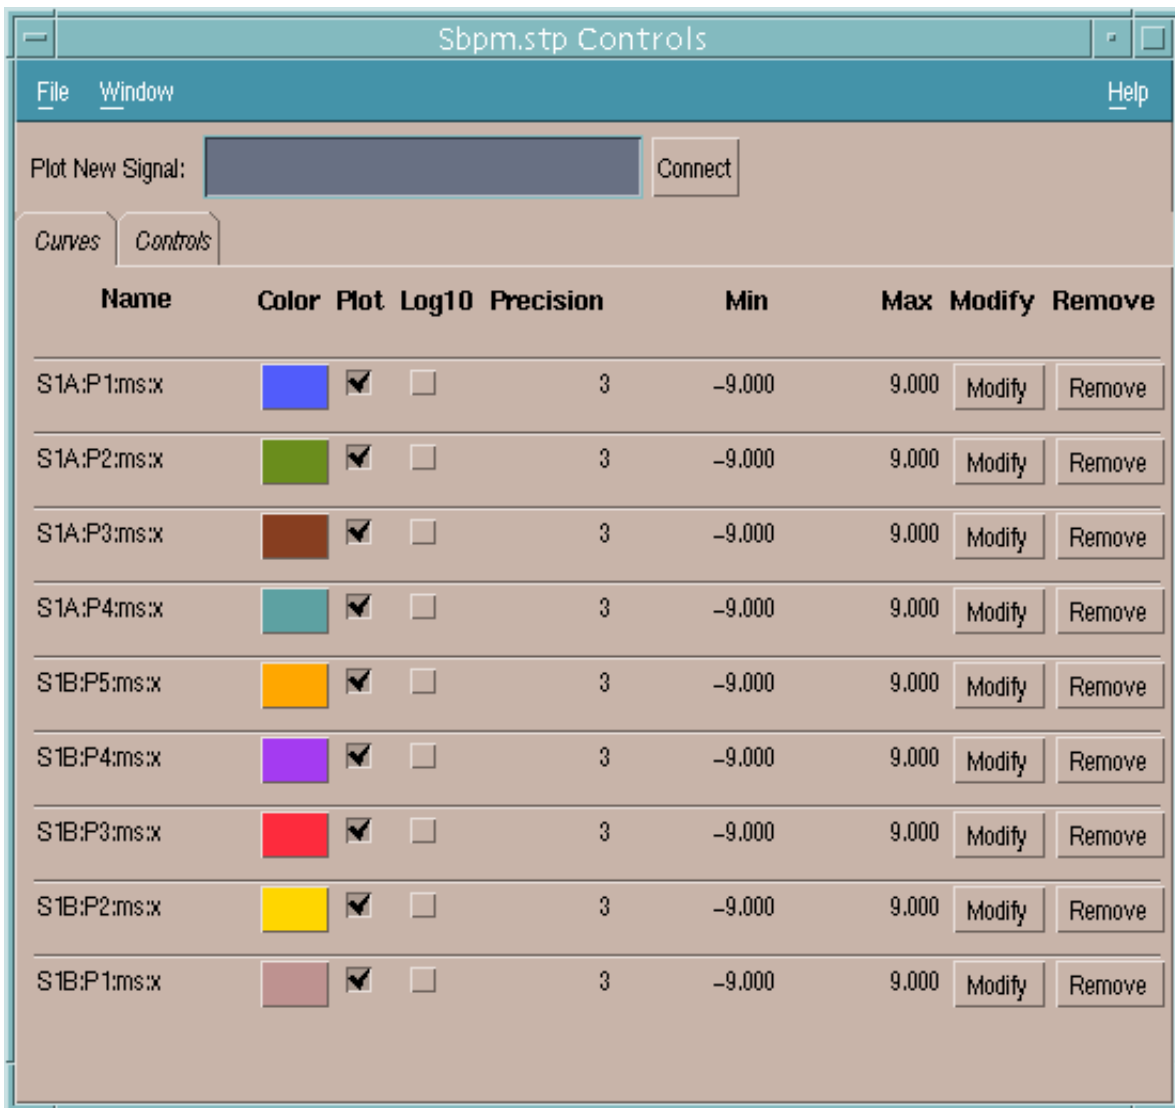 Sbpm.stp Controls
File Window Help
Plot New Signal: Connect
Curves Controls
Name Color Plot Log10 Precision Min Max Modify Remove
S1A:P1:ms:x 3 -9.000 9.000 Modify Remove
S1A:P2:ms:x 3 -9.000 9.000 Modify Remove
S1A:P3:ms:x 3 -9.000 9.000 Modify Remove
S1A:P4:ms:x 3 -9.000 9.000 Modify Remove
S1B:P5:ms:x 3 -9.000 9.000 Modify Remove
S1B:P4:ms:x 3 -9.000 9.000 Modify Remove
S1B:P3:ms:x 3 -9.000 9.000 Modify Remove
S1B:P2:ms:x 3 -9.000 9.000 Modify Remove
S1B:P1:ms:x 3 -9.000 9.000 Modify Remove